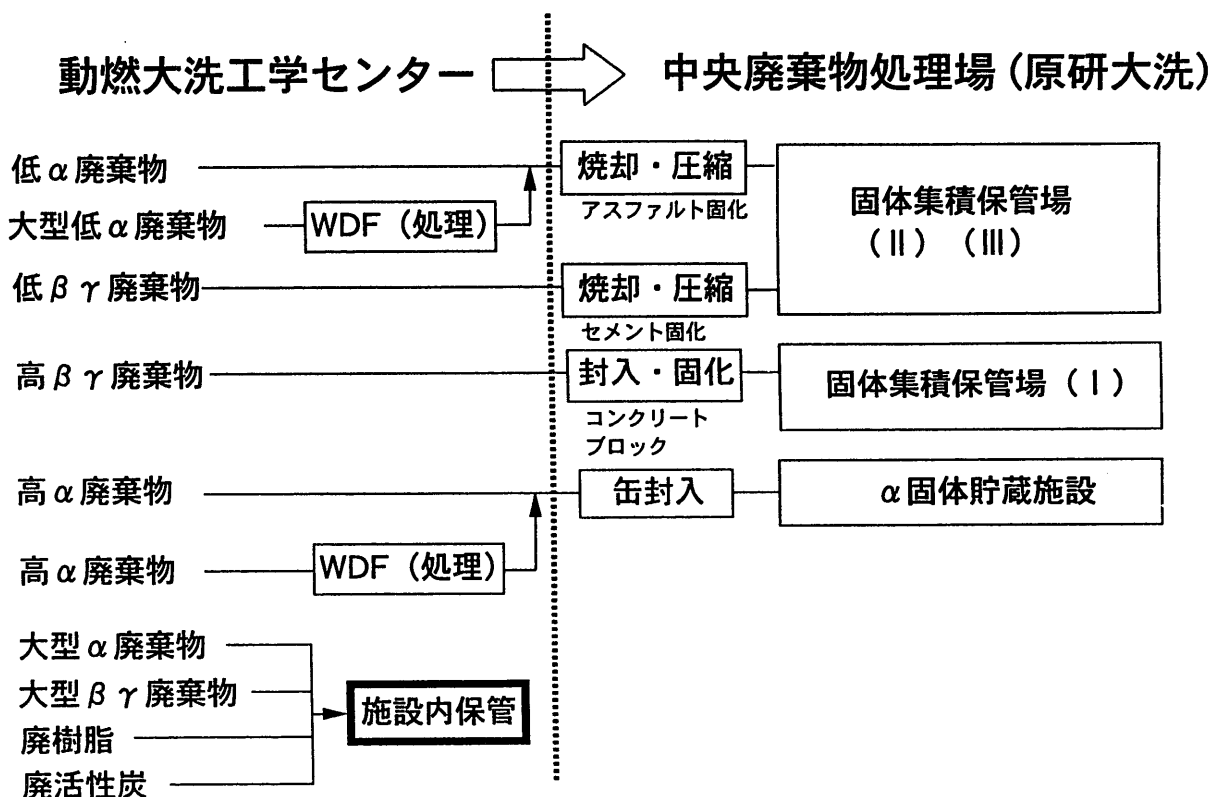 動燃大洗工学センター
中央廃棄物処理場(原研大洗)
低α廃棄物
焼却・圧縮
アスファルト固化
固体集積保管場
(Ⅱ) (Ⅲ)
大型低α廃棄物
WDF (処理)
低βγ廃棄物
焼却・圧縮
セメント固化
高βγ廃棄物
封入・固化
コンクリート
ブロック
固体集積保管場 (Ⅰ)
高α廃棄物
缶封入
α固体貯蔵施設
高α廃棄物
WDF (処理)
大型α廃棄物
大型βγ廃棄物
廃樹脂
廃活性炭
施設内保管